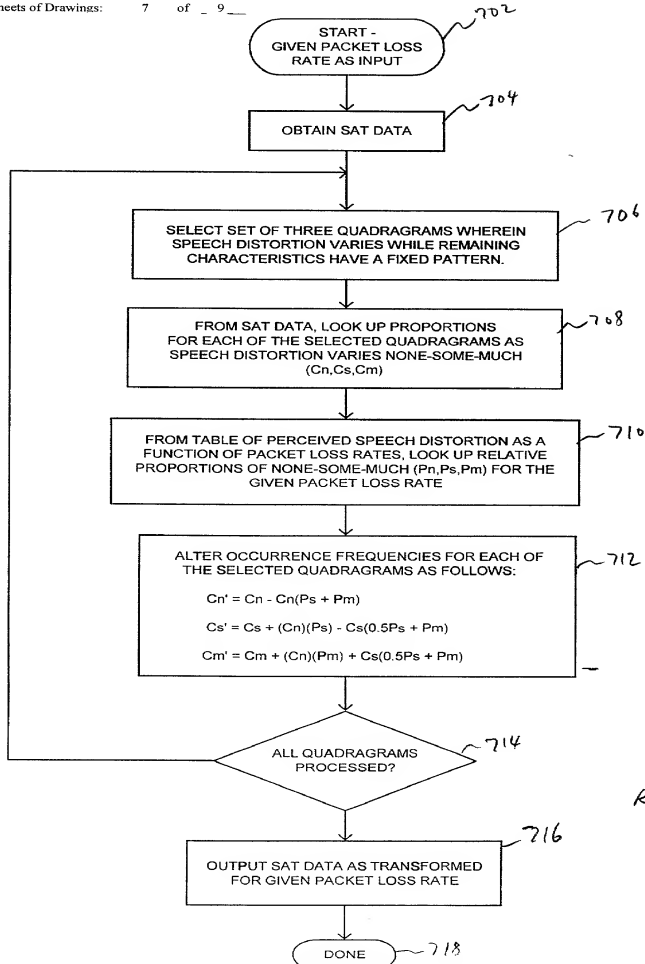 heets of Drawings: 7 of _ 9__
702
START -
GIVEN PACKET LOSS
RATE AS INPUT
704
OBTAIN SAT DATA
706
SELECT SET OF THREE QUADRAGRAMS WHEREIN
SPEECH DISTORTION VARIES WHILE REMAINING
CHARACTERISTICS HAVE A FIXED PATTERN.
708
FROM SAT DATA, LOOK UP PROPORTIONS
FOR EACH OF THE SELECTED QUADRAGRAMS AS
SPEECH DISTORTION VARIES NONE-SOME-MUCH
(Cn,Cs,Cm)
710
FROM TABLE OF PERCEIVED SPEECH DISTORTION AS A
FUNCTION OF PACKET LOSS RATES, LOOK UP RELATIVE
PROPORTIONS OF NONE-SOME-MUCH (Pn,Ps,Pm) FOR THE
GIVEN PACKET LOSS RATE
712
ALTER OCCURRENCE FREQUENCIES FOR EACH OF
THE SELECTED QUADRAGRAMS AS FOLLOWS:
Cn' = Cn - Cn(Ps + Pm)
Cs' = Cs + (Cn)(Ps) - Cs(0.5Ps + Pm)
Cm' = Cm + (Cn)(Pm) + Cs(0.5Ps + Pm)
714
ALL QUADRAGRAMS
PROCESSED?
716
OUTPUT SAT DATA AS TRANSFORMED
FOR GIVEN PACKET LOSS RATE
DONE
718